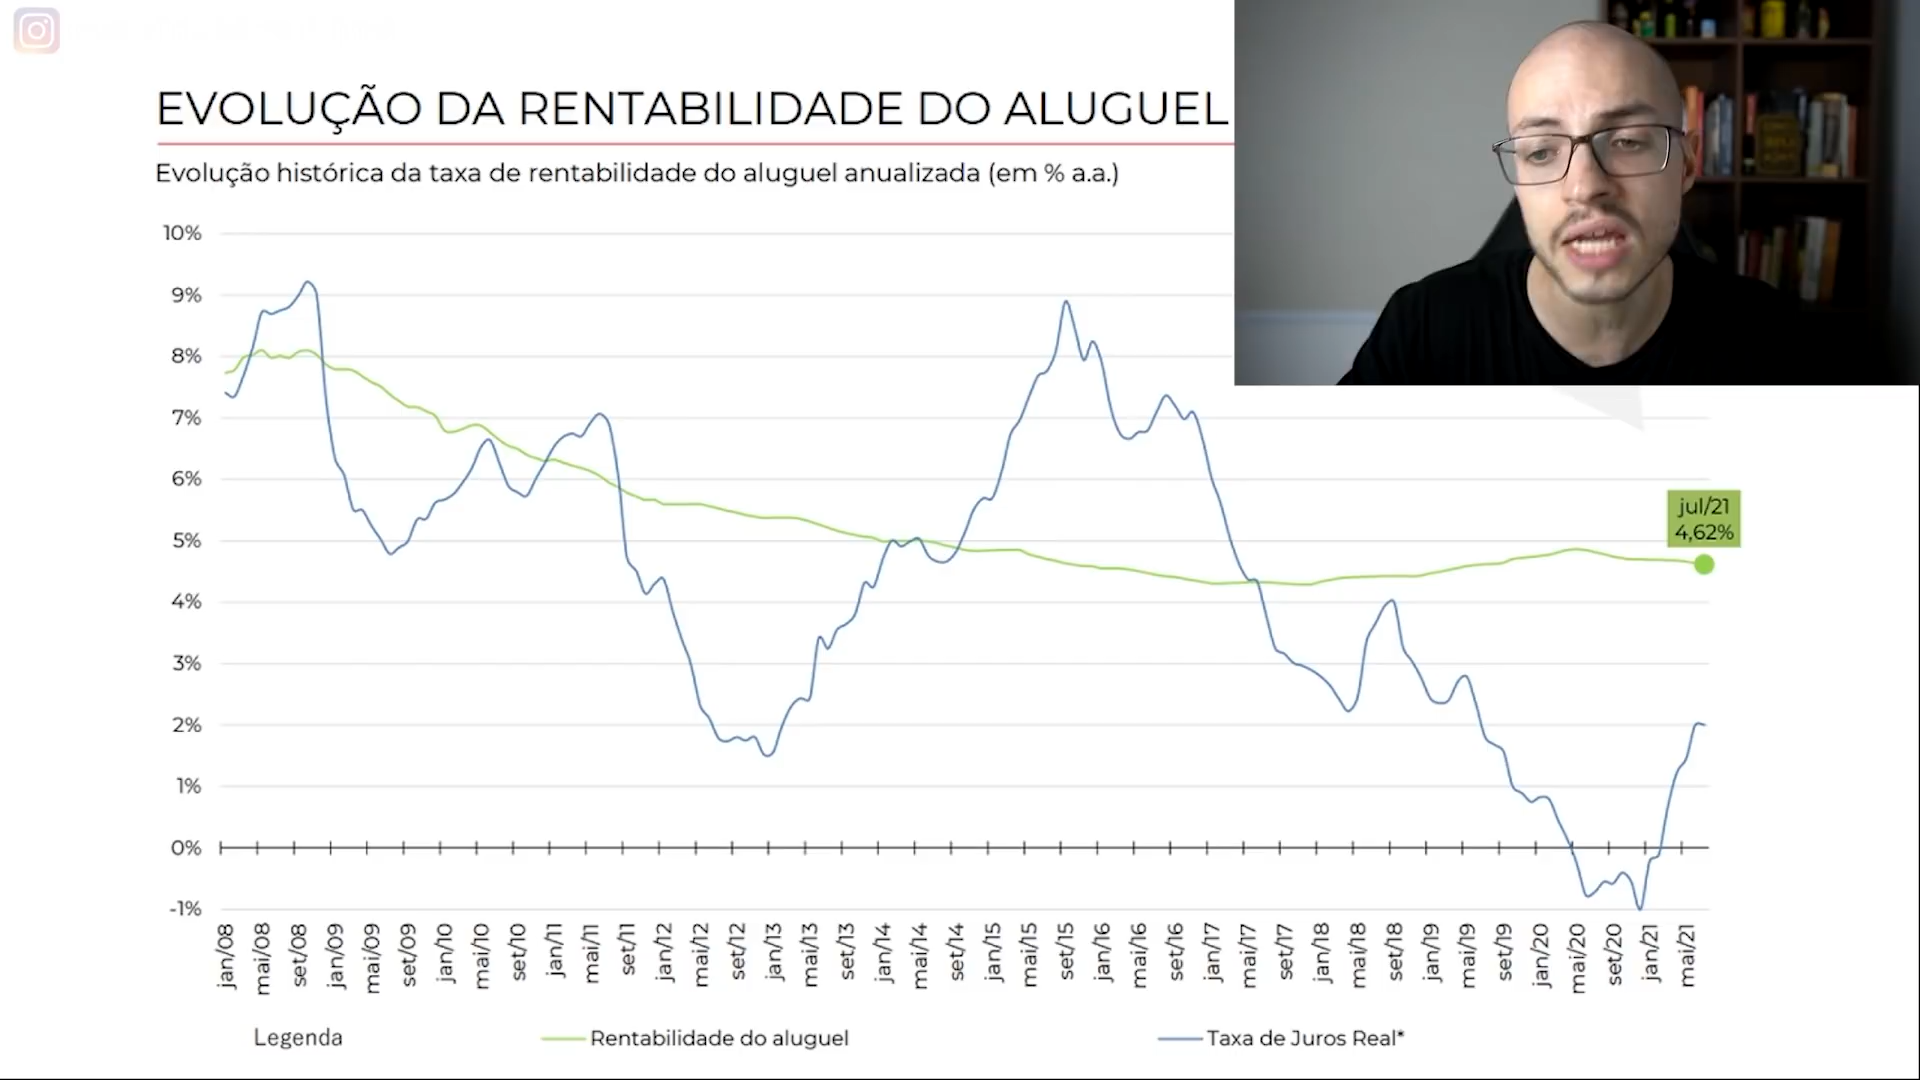 EVOLUÇÃO DA RENTABILIDADE DO ALUGUEL
Evolução histórica da taxa de rentabilidade do aluguel anualizada (em % a.a.)
10%
9%
8%
7%
6%
5%
4%
3%
2%
1%
0%
-1%
jul/21
4,62%
jan/08
mai/08
set/08
jan/09
mai/09
set/09
jan/10
mai/10
set/10
jan/11
mai/11
set/11
jan/12
mai/12
set/12
jan/13
mai/13
set/13
jan/14
mai/14
set/14
jan/15
mai/15
set/15
jan/16
mai/16
set/16
jan/17
mai/17
set/17
jan/18
mai/18
set/18
jan/19
mai/19
set/19
jan/20
mai/20
set/20
jan/21
mai/21
Legenda
Rentabilidade do aluguel
Taxa de Juros Real*